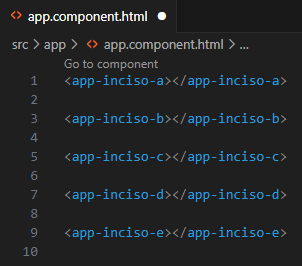 app.component.html
src > app > app.component.html > ...
Go to component
1 <app-inciso-a></app-inciso-a>
2
3 <app-inciso-b></app-inciso-b>
4
5 <app-inciso-c></app-inciso-c>
6
7 <app-inciso-d></app-inciso-d>
8
9 <app-inciso-e></app-inciso-e>
10